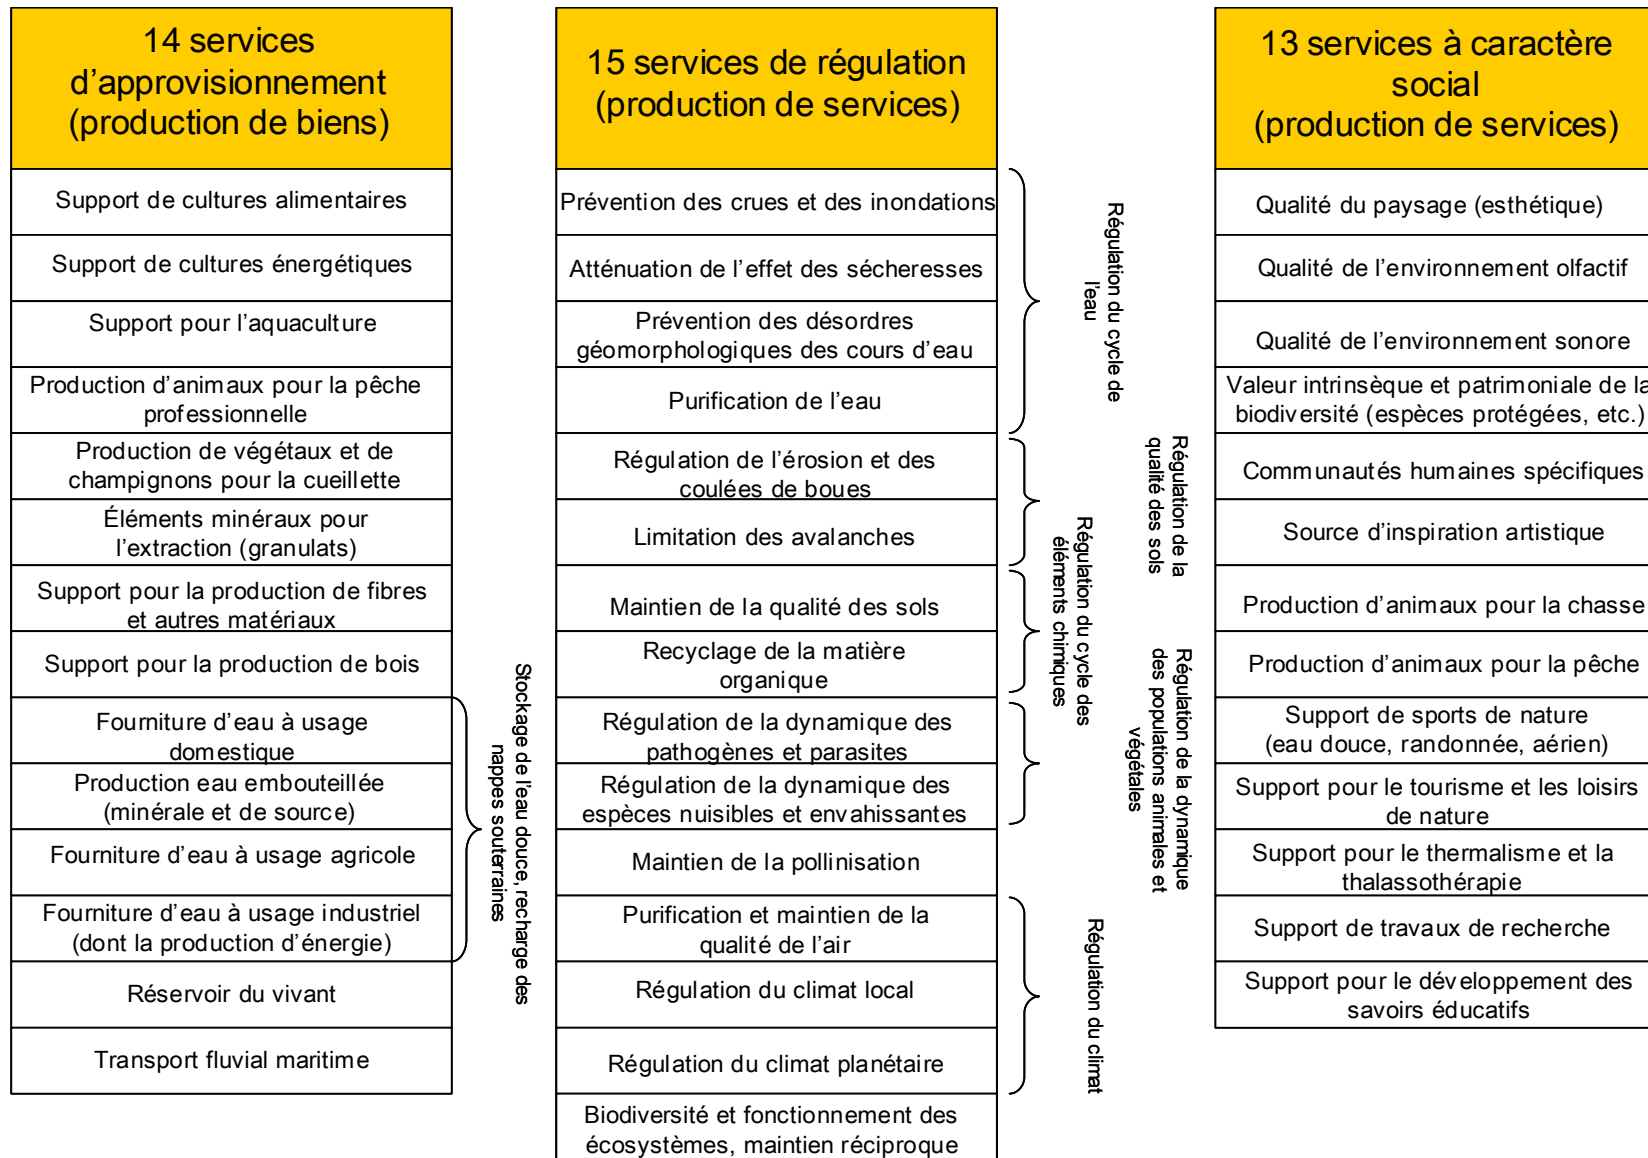 14 services
d’approvisionnement
(production de biens)
Support de cultures alimentaires
Support de cultures énergétiques
Support pour l’aquaculture
Production d’animaux pour la pêche
professionnelle
Production de végétaux et de
champignons pour la cueillette
Éléments minéraux pour
l’extraction (granulats)
Support pour la production de fibres
et autres matériaux
Support pour la production de bois
Fourniture d’eau à usage
domestique
Production eau embouteillée
(minérale et de source)
Fourniture d’eau à usage agricole
Fourniture d’eau à usage industriel
(dont la production d’énergie)
Réservoir du vivant
Transport fluvial maritime
Stockage de l’eau douce, recharge des
nappes souterraines
15 services de régulation
(production de services)
Prévention des crues et des inondations
Atténuation de l’effet des sécheresses
Prévention des désordres
géomorphologiques des cours d’eau
Purification de l’eau
Régulation de l’érosion et des
coulées de boues
Limitation des avalanches
Maintien de la qualité des sols
Recyclage de la matière
organique
Régulation de la dynamique des
pathogènes et parasites
Régulation de la dynamique des
espèces nuisibles et envahissantes
Maintien de la pollinisation
Purification et maintien de la
qualité de l’air
Régulation du climat local
Régulation du climat planétaire
Biodiversité et fonctionnement des
écosystèmes, maintien réciproque
Régulation du cycle de
l’eau
Régulation de la
qualité des sols
Régulation du cycle des
éléments chimiques
Régulation de la dynamique
des populations animales et
végétales
Régulation du climat
13 services à caractère
social
(production de services)
Qualité du paysage (esthétique)
Qualité de l’environnement olfactif
Qualité de l’environnement sonore
Valeur intrinsèque et patrimoniale de la
biodiversité (espèces protégées, etc.)
Communautés humaines spécifiques
Source d’inspiration artistique
Production d’animaux pour la chasse
Production d’animaux pour la pêche
Support de sports de nature
(eau douce, randonnée, aérien)
Support pour le tourisme et les loisirs
de nature
Support pour le thermalisme et la
thalassothérapie
Support de travaux de recherche
Support pour le développement des
savoirs éducatifs